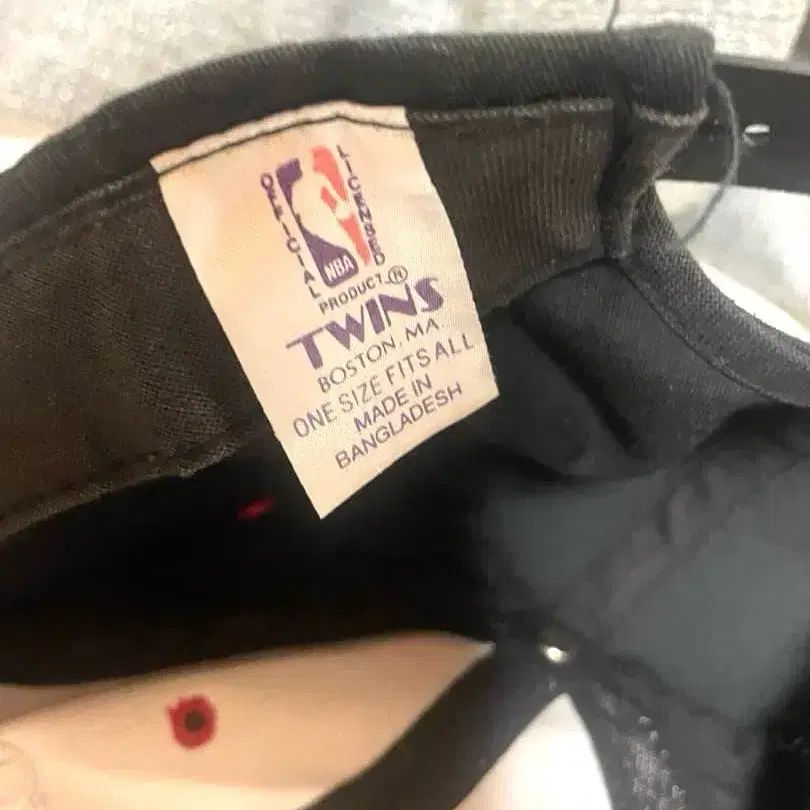 OFFICIAL
LICENSED
NBA
PRODUCT ®
TWINS
BOSTON, MA.
ONE SIZE FITS ALL
MADE IN
BANGLADESH